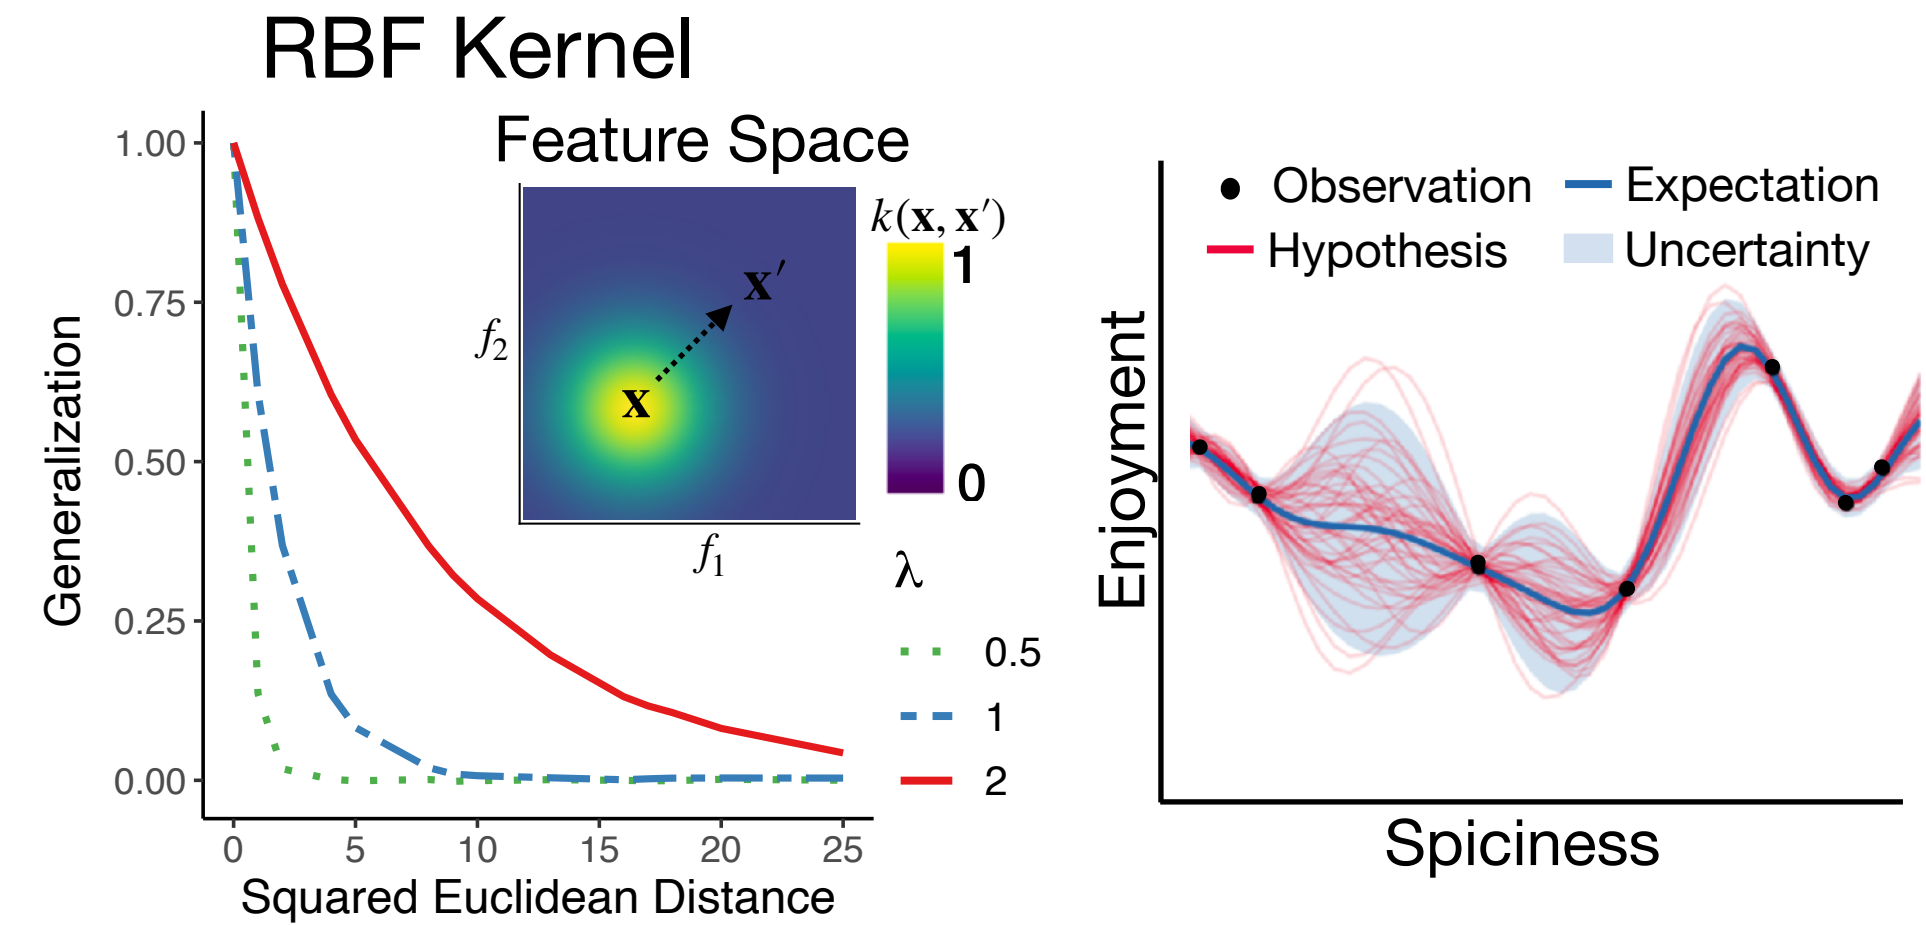 RBF Kernel
Feature Space
Generalization
1.00
0.75
0.50
0.25
0.00
0 5 10 15 20 25
Squared Euclidean Distance
f2
f1
x
x′
k(x, x′)
1
0
λ
0.5
1
2
Observation
Expectation
Hypothesis
Uncertainty
Enjoyment
Spiciness